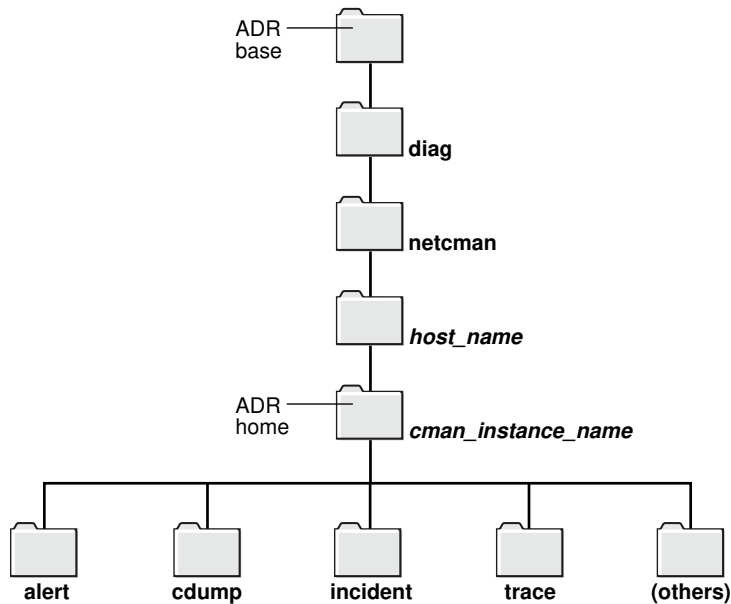 ADR
base
diag
netcman
host_name
ADR
home
cman_instance_name
alert
cdump
incident
trace
(others)